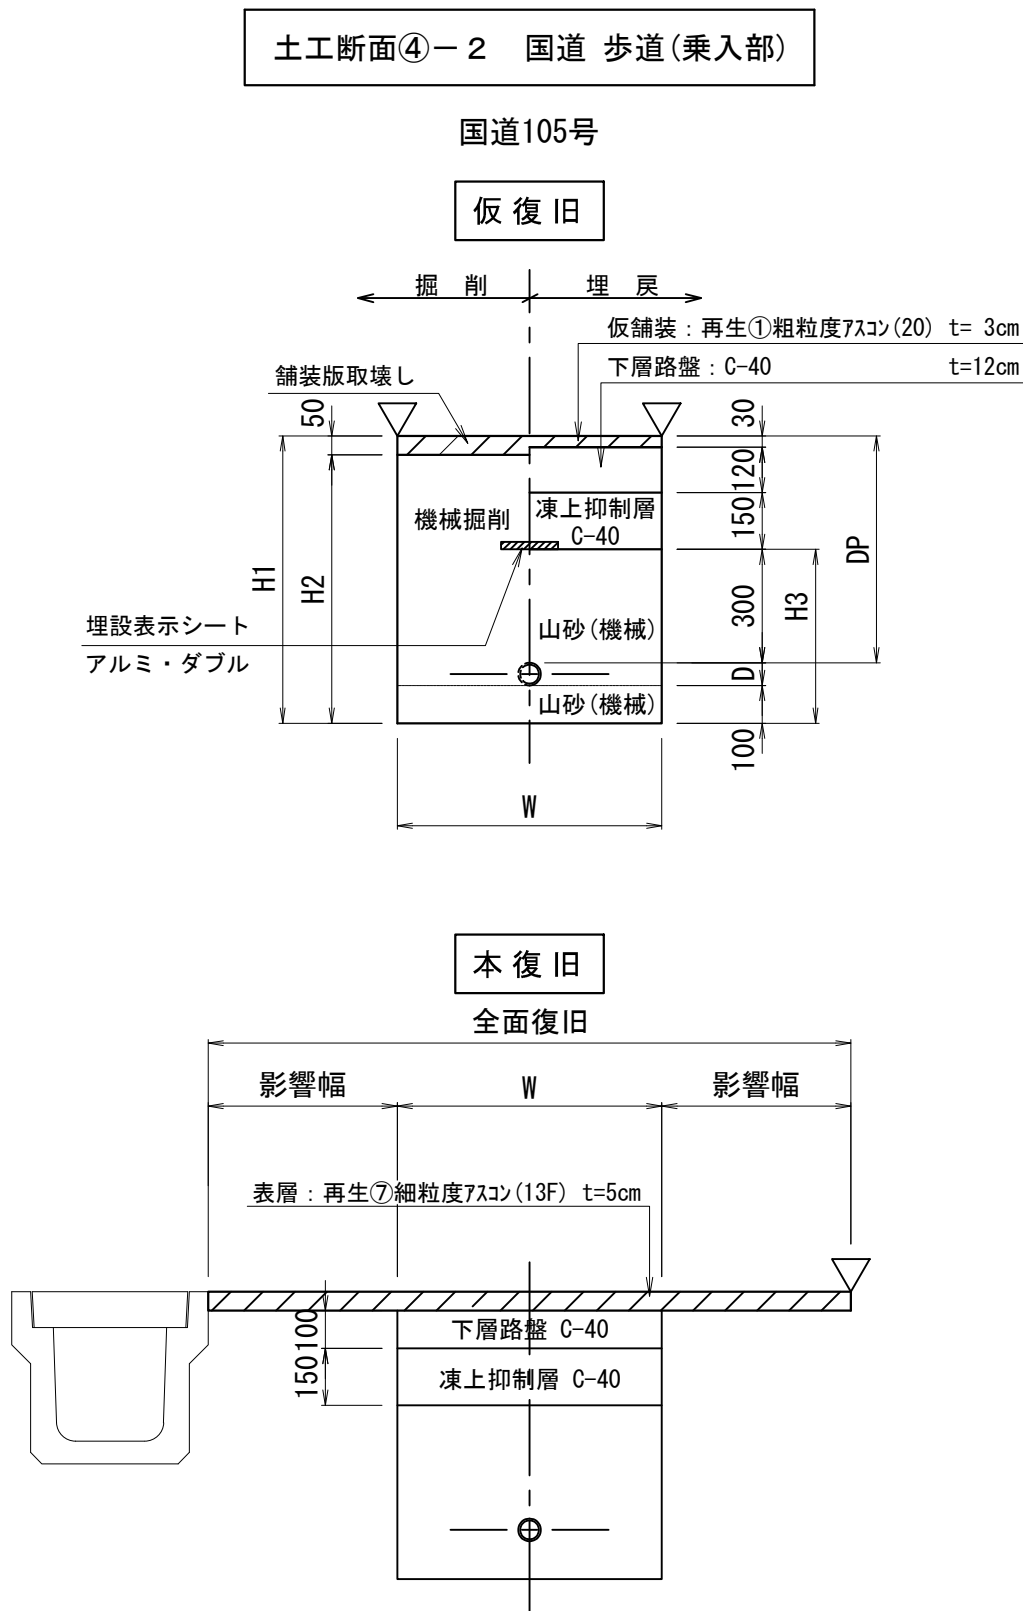 土工断面④－２　国道 歩道(乗入部)
国道105号
仮復旧
掘　削
埋　戻
仮舗装：再生①粗粒度アスコン(20) t= 3cm
下層路盤：C-40 t=12cm
舗装版取壊し
50
30
120
150
300
D
100
DP
H1
H2
H3
機械掘削
凍上抑制層
C-40
埋設表示シート
アルミ・ダブル
山砂(機械)
山砂(機械)
W
本復旧
全面復旧
影響幅
W
影響幅
表層：再生⑦細粒度アスコン(13F) t=5cm
100
下層路盤 C-40
150
凍上抑制層 C-40